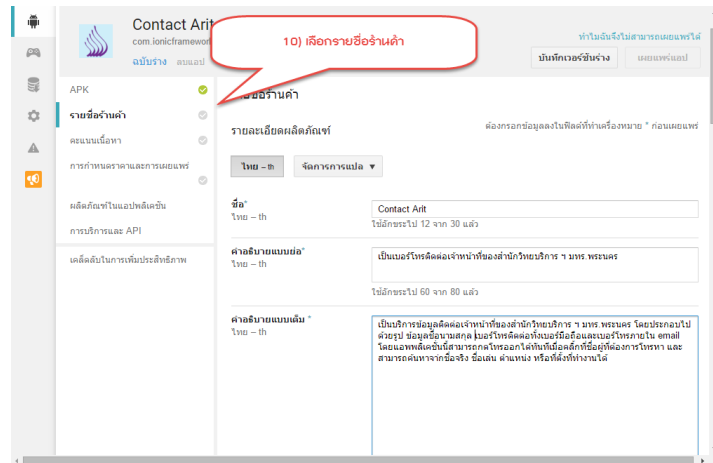 Contact Arit
com.ionicframework
ฉบับร่าง ลบแอป
10) เลือกรายชื่อร้านค้า
ทำไมฉันจึงไม่สามารถเผยแพร่ได้
บันทึกเวอร์ชันร่าง เผยแพร่แอป
APK
รายชื่อร้านค้า
คะแนนเนื้อหา
การกำหนดราคาและการเผยแพร่
ผลิตภัณฑ์ในแอปพลิเคชัน
การบริการและ API
เคล็ดลับในการเพิ่มประสิทธิภาพ
รายชื่อร้านค้า
รายละเอียดผลิตภัณฑ์
ต้องกรอกข้อมูลลงในฟิลด์ที่ทำเครื่องหมาย * ก่อนเผยแพร่
ไทย – th จัดการการแปล ▼
ชื่อ*
ไทย – th
Contact Arit
ใช้อักขระไป 12 จาก 30 แล้ว
คำอธิบายแบบย่อ*
ไทย – th
เป็นเบอร์โทรติดต่อเจ้าหน้าที่ของสำนักวิทยบริการ ฯ มทร.พระนคร
ใช้อักขระไป 60 จาก 80 แล้ว
คำอธิบายแบบเต็ม *
ไทย – th
เป็นบริการข้อมูลติดต่อเจ้าหน้าที่ของสำนักวิทยบริการ ฯ มทร.พระนคร โดยประกอบไป
ด้วยรูป ข้อมูลชื่อนามสกุล เบอร์โทรติดต่อทั้งเบอร์มือถือและเบอร์โทรภายใน email
โดยแอพพลิเคชั่นนี้สามารถกดโทรออกได้ทันทีเมื่อคลิ๊กที่ชื่อผู้ที่ต้องการโทรหา และ
สามารถค้นหาจากชื่อจริง ชื่อเล่น ตำแหน่ง หรือที่ตั้งที่ทำงานได้